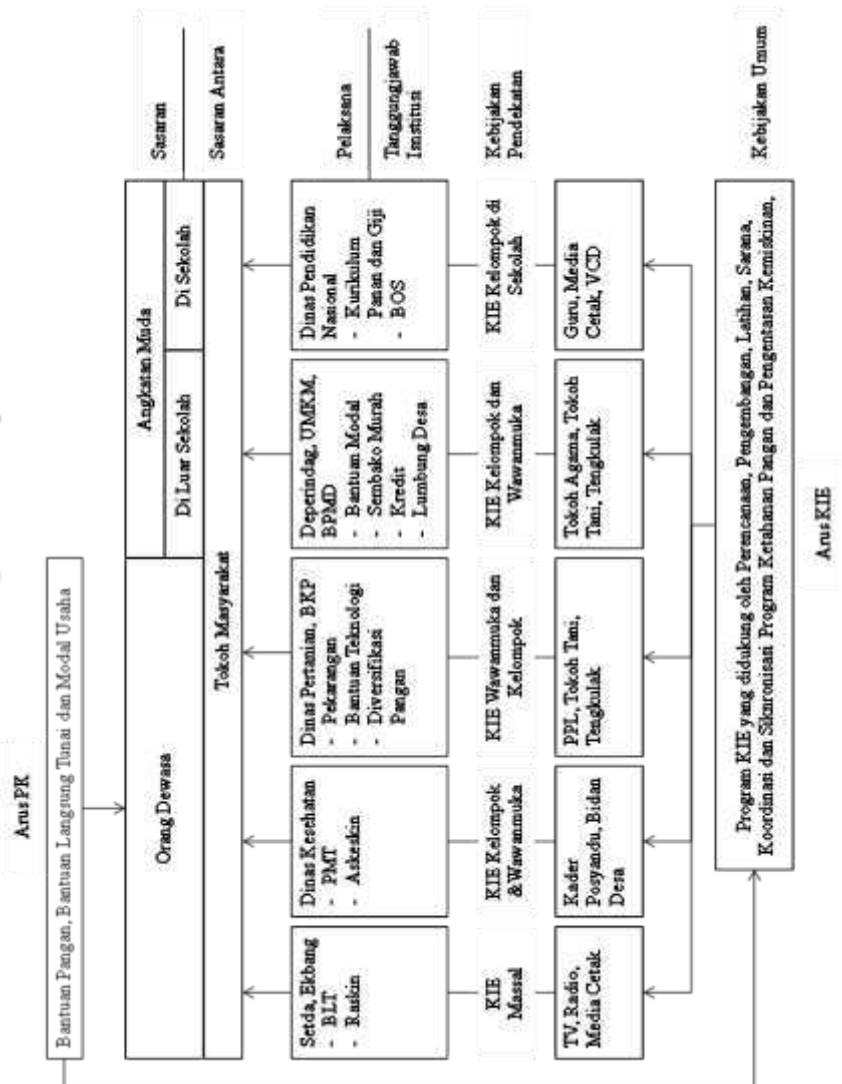 Arus PK
Bantuan Pangan, Bantuan Langsung Tunai dan Modal Usaha
Orang Dewasa
Angkatan Muda
Sasaran
Di Luar Sekolah
Di Sekolah
Tokoh Masyarakat
Sasaran Antara
Setda, Ekbang
- BLT
- Raskin
Dinas Kesehatan
- PMT
- Askeskin
Dinas Pertanian, BKP
- Pekarangan
- Bantuan Teknologi
- Diversifikasi
Pangan
Deperindag, UMKM,
BPMD
- Bantuan Modal
- Sembako Murah
- Kredit
- Lumbung Desa
Dinas Pendidikan
Nasional
- Kurikulum
Panan dan Giji
- BOS
Pelaksana
Tanggungjawab
Isnstitusi
KIE
Massal
KIE Kelompok
&Wawanmuka
KIE Wawanmuka dan
Kelompok
KIE Kelompok dan
Wawanmuka
KIE Kelompok di
Sekolah
Kebijakan
Pendekatan
TV, Radio,
Media Cetak
Kader
Posyandu, Bidan
Desa
PPL, Tokoh Tani,
Tengkulak
Tokoh Agama, Tokoh
Tani, Tengkulak
Guru, Media
Cetak, VCD
Program KIE yang didukung oleh Perencanaan, Pengembangan, Latihan, Sarana,
Koordinasi dan Siknronisasi Program Ketahanan Pangan dan Pengentasan Kemiskinan,
Kebijakan Umum
Arus KIE